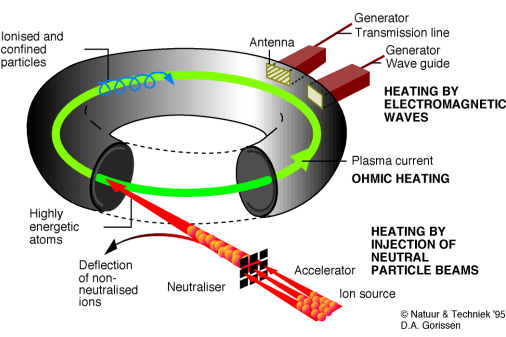 Ionised and
confined
particles
Antenna
Generator
Transmission line
Generator
Wave guide
HEATING BY
ELECTROMAGNETIC
WAVES
Plasma current
OHMIC HEATING
Highly
energetic
atoms
HEATING BY
INJECTION OF
NEUTRAL
PARTICLE BEAMS
Deflection
of non-
neutralised
ions
Neutraliser
Accelerator
Ion source
© Natuur & Techniek '95
D.A. Gorissen